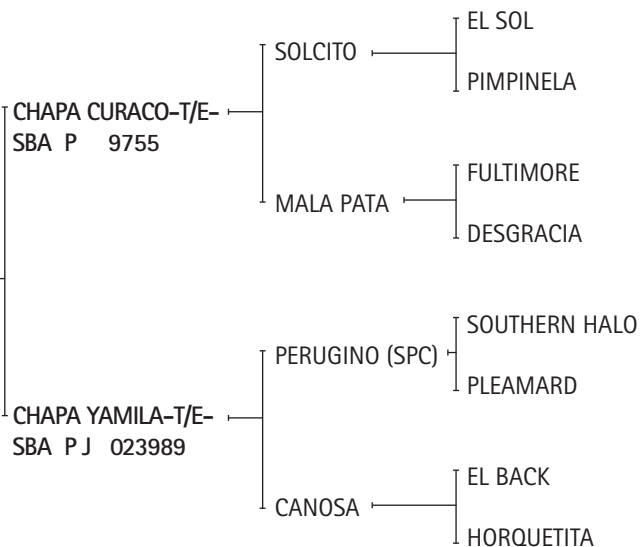 EL SOL
SOLCITO
PIMPINELA
CHAPA CURACO-T/E-
SBA P 9755
FULTIMORE
MALA PATA
DESGRACIA
SOUTHERN HALO
PERUGINO (SPC)
PLEAMARD
CHAPA YAMILA-T/E-
SBA P J 023989
EL BACK
CANOSA
HORQUETITA